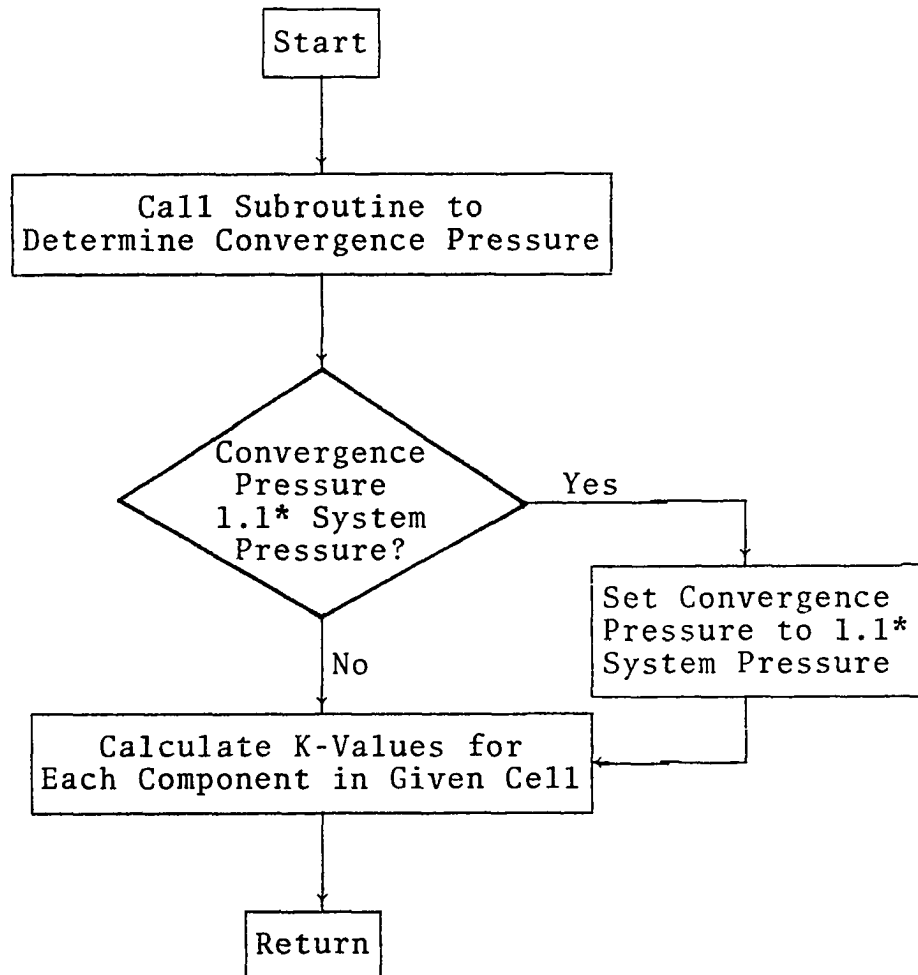 Start
Call Subroutine to
Determine Convergence Pressure
Convergence
Pressure
1.1* System
Pressure?
Yes
Set Convergence
Pressure to 1.1*
System Pressure
No
Calculate K-Values for
Each Component in Given Cell
Return